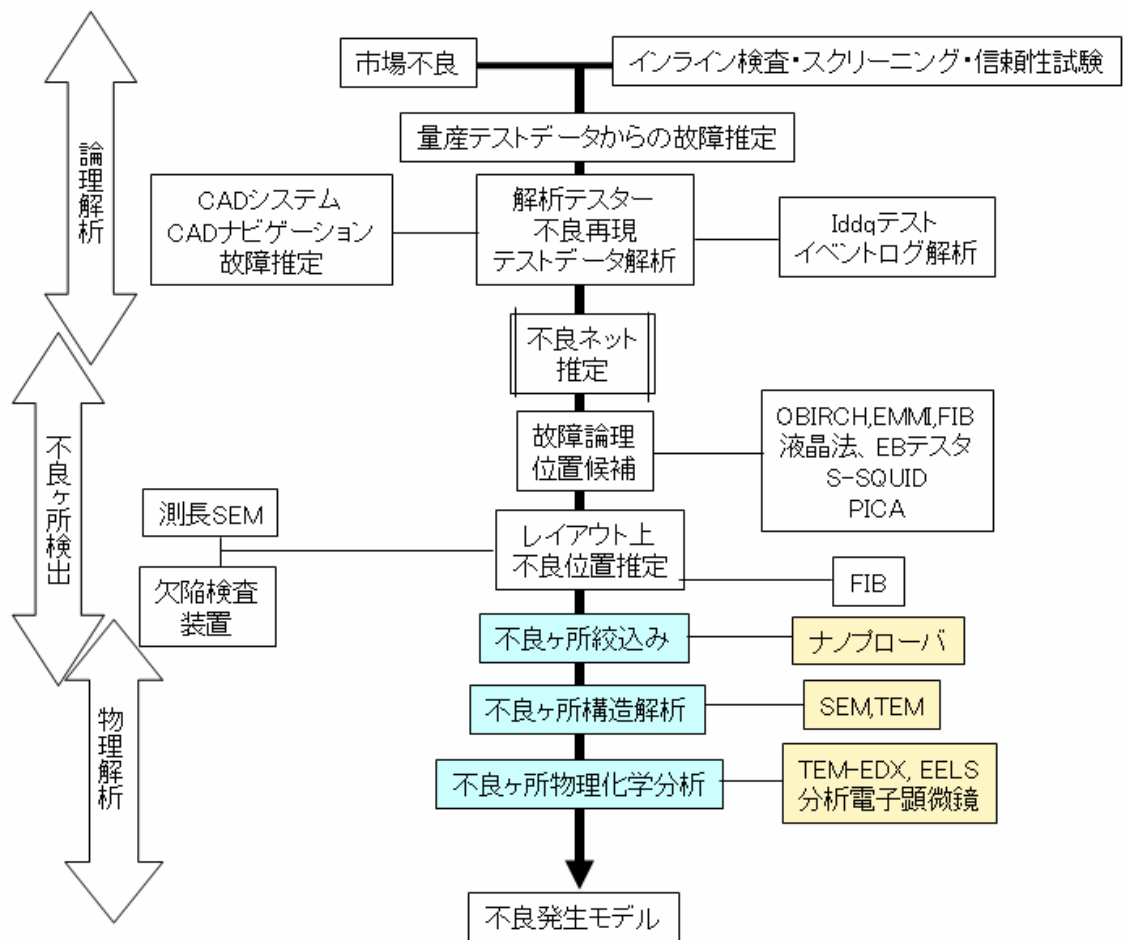 市場不良
インライン検査・スクリーニング・信頼性試験
量産テストデータからの故障推定
論理解析
CADシステム
CADナビゲーション
故障推定
解析テスター
不良再現
テストデータ解析
Iddqテスト
イベントログ解析
不良ネット
推定
不良ヶ所検出
故障論理
位置候補
OBIRCH,EMMI,FIB
液晶法、EBテスタ
S-SQUID
PICA
測長SEM
欠陥検査
装置
レイアウト上
不良位置推定
FIB
不良ヶ所絞込み
ナノプローバ
物理解析
不良ヶ所構造解析
SEM,TEM
不良ヶ所物理化学分析
TEM-EDX, EELS
分析電子顕微鏡
不良発生モデル